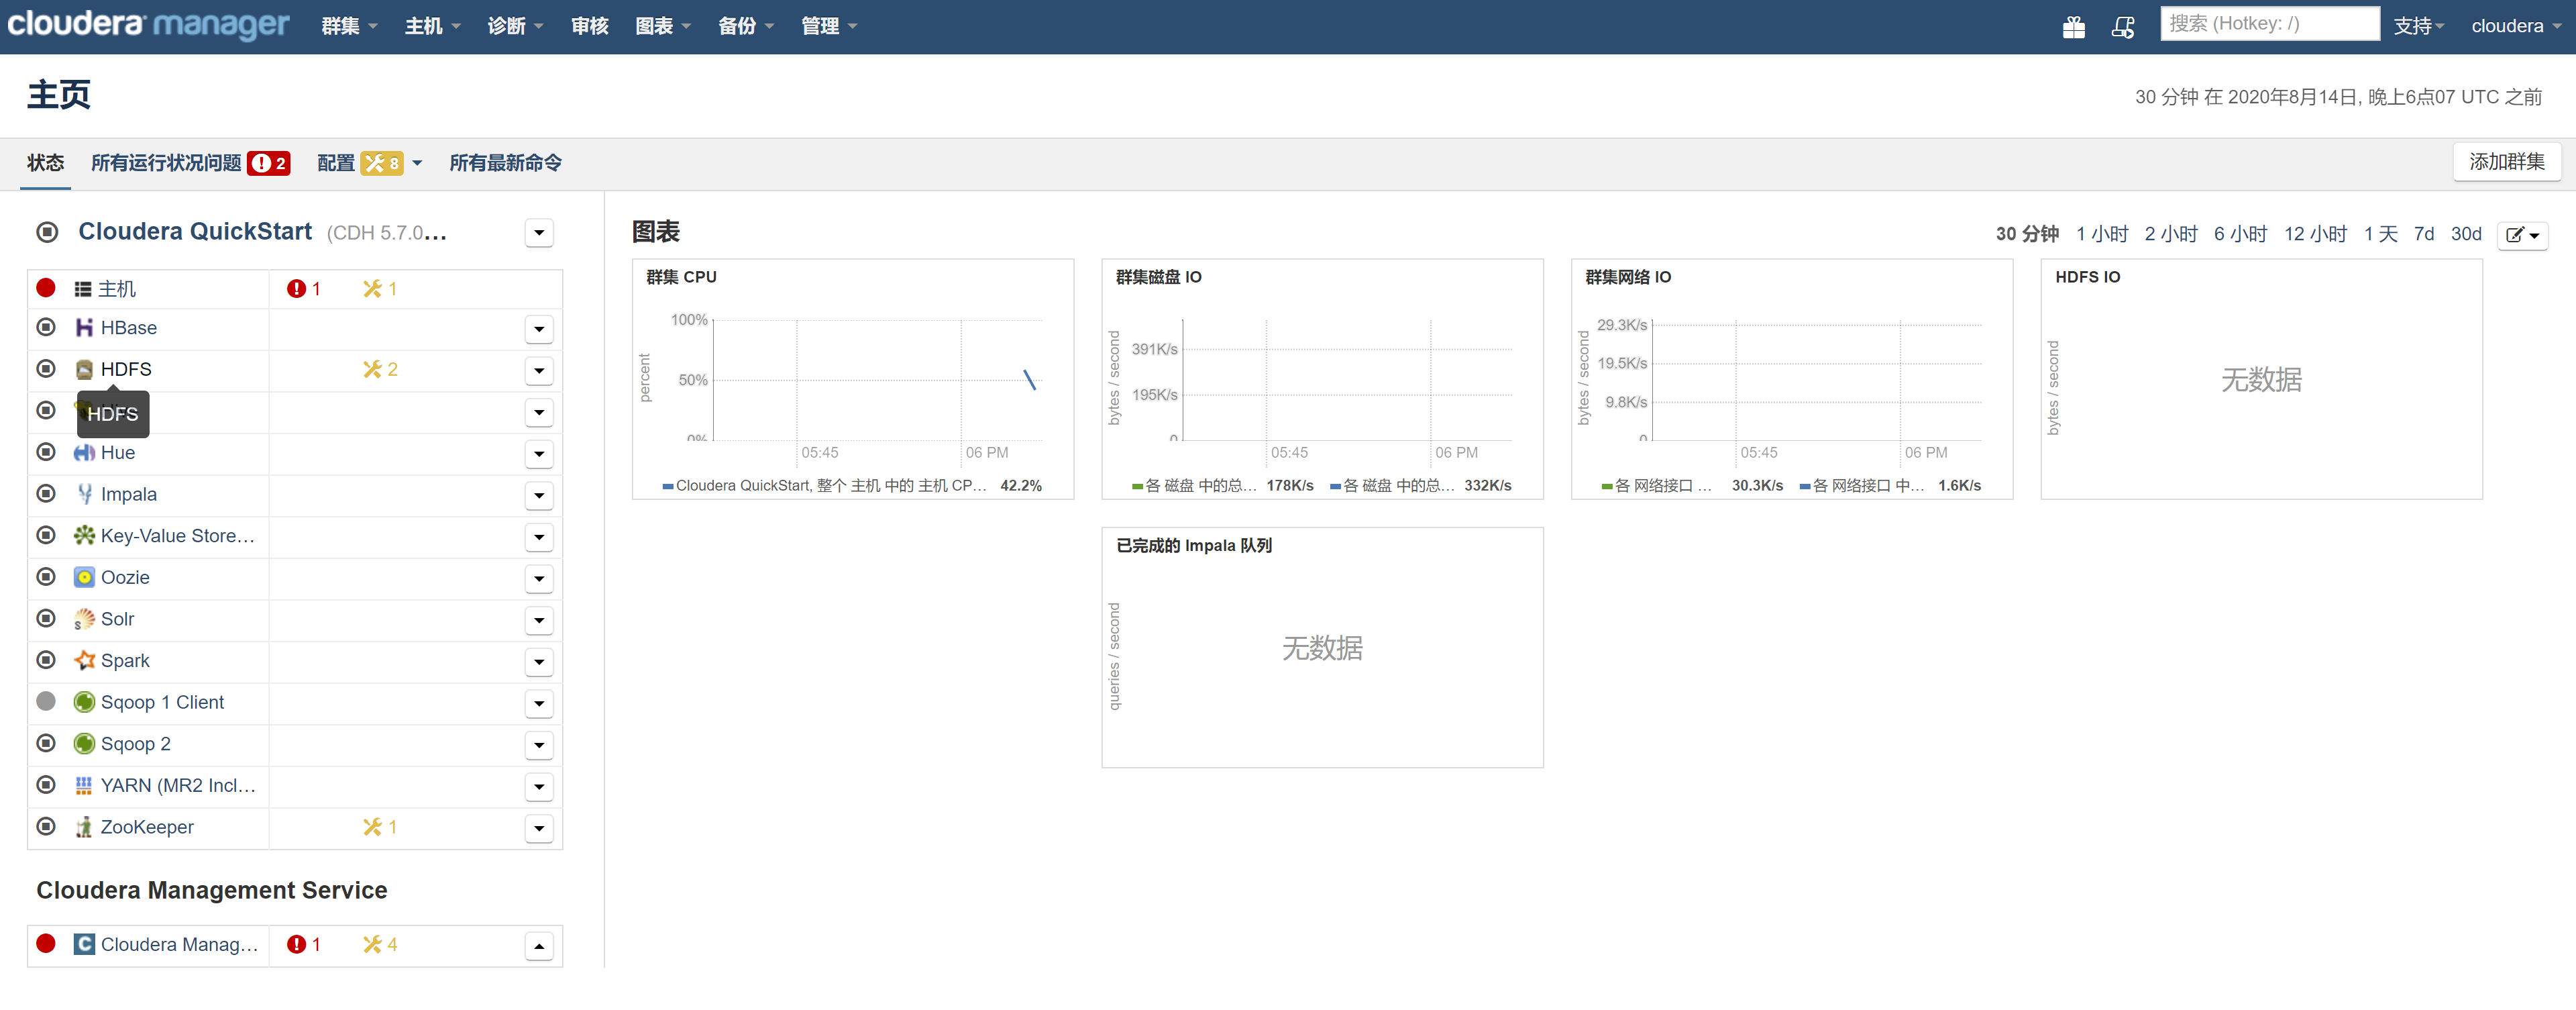 cloudera manager 群集 主机 诊断 审核 图表 备份 管理 搜索 (Hotkey: /) 支持 cloudera
主页
30 分钟 在 2020年8月14日, 晚上6点07 UTC 之前
状态 所有运行状况问题 2 配置 8 所有最新命令 添加群集
Cloudera QuickStart (CDH 5.7.0...
主机 1 1
HBase
HDFS 2
HDFS
Hue
Impala
Key-Value Store...
Oozie
Solr
Spark
Sqoop 1 Client
Sqoop 2
YARN (MR2 Incl...
ZooKeeper 1
Cloudera Management Service
Cloudera Manag... 1 4
图表
30 分钟 1 小时 2 小时 6 小时 12 小时 1 天 7d 30d
群集 CPU
percent
100%
50%
0%
05:45 06 PM
Cloudera QuickStart, 整个 主机 中的 主机 CP... 42.2%
群集磁盘 IO
bytes / second
391K/s
195K/s
0
05:45 06 PM
各 磁盘 中的总... 178K/s 各 磁盘 中的总... 332K/s
群集网络 IO
bytes / second
29.3K/s
19.5K/s
9.8K/s
0
05:45 06 PM
各 网络接口 ... 30.3K/s 各 网络接口 中... 1.6K/s
HDFS IO
bytes / second
无数据
已完成的 Impala 队列
queries / second
无数据